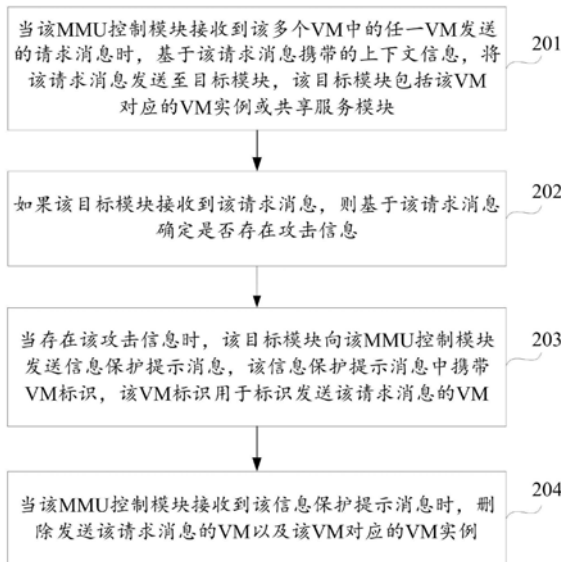 当该MMU控制模块接收到该多个VM中的任一VM发送
的请求消息时，基于该请求消息携带的上下文信息，将
该请求消息发送至目标模块，该目标模块包括该VM
对应的VM实例或共享服务模块
201
如果该目标模块接收到该请求消息，则基于该请求消息
确定是否存在攻击信息
202
当存在该攻击信息时，该目标模块向该MMU控制模块
发送信息保护提示消息，该信息保护提示消息中携带
VM标识，该VM标识用于标识发送该请求消息的VM
203
当该MMU控制模块接收到该信息保护提示消息时，删
除发送该请求消息的VM以及该VM对应的VM实例
204